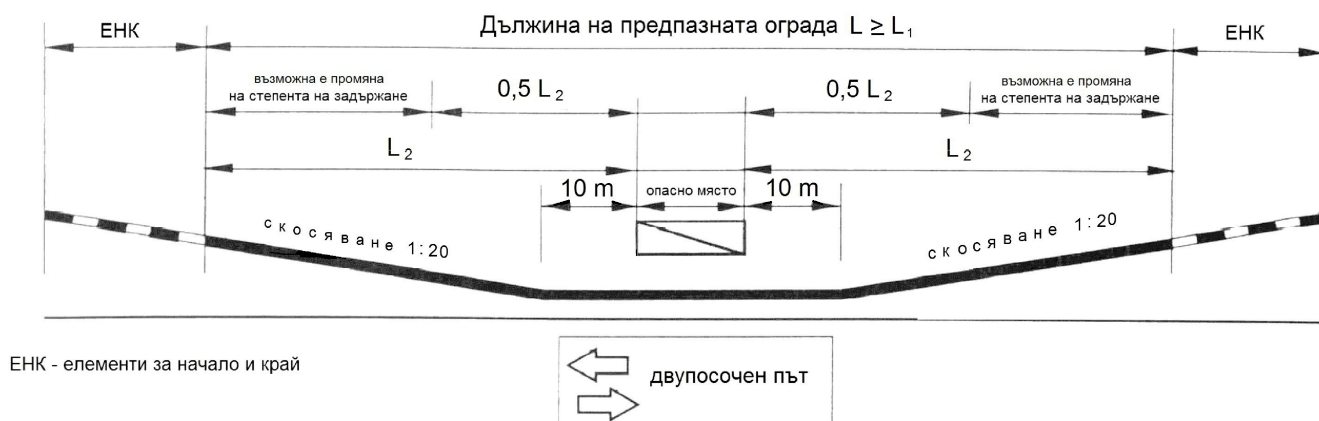 ЕНК
Дължина на предпазната ограда L ≥ L₁
ЕНК
възможна е промяна
на степента на задържане
0,5 L₂
0,5 L₂
възможна е промяна
на степента на задържане
L₂
L₂
10 m
опасно място
10 m
скосяване 1:20
скосяване 1:20
ЕНК - елементи за начало и край
двупосочен път